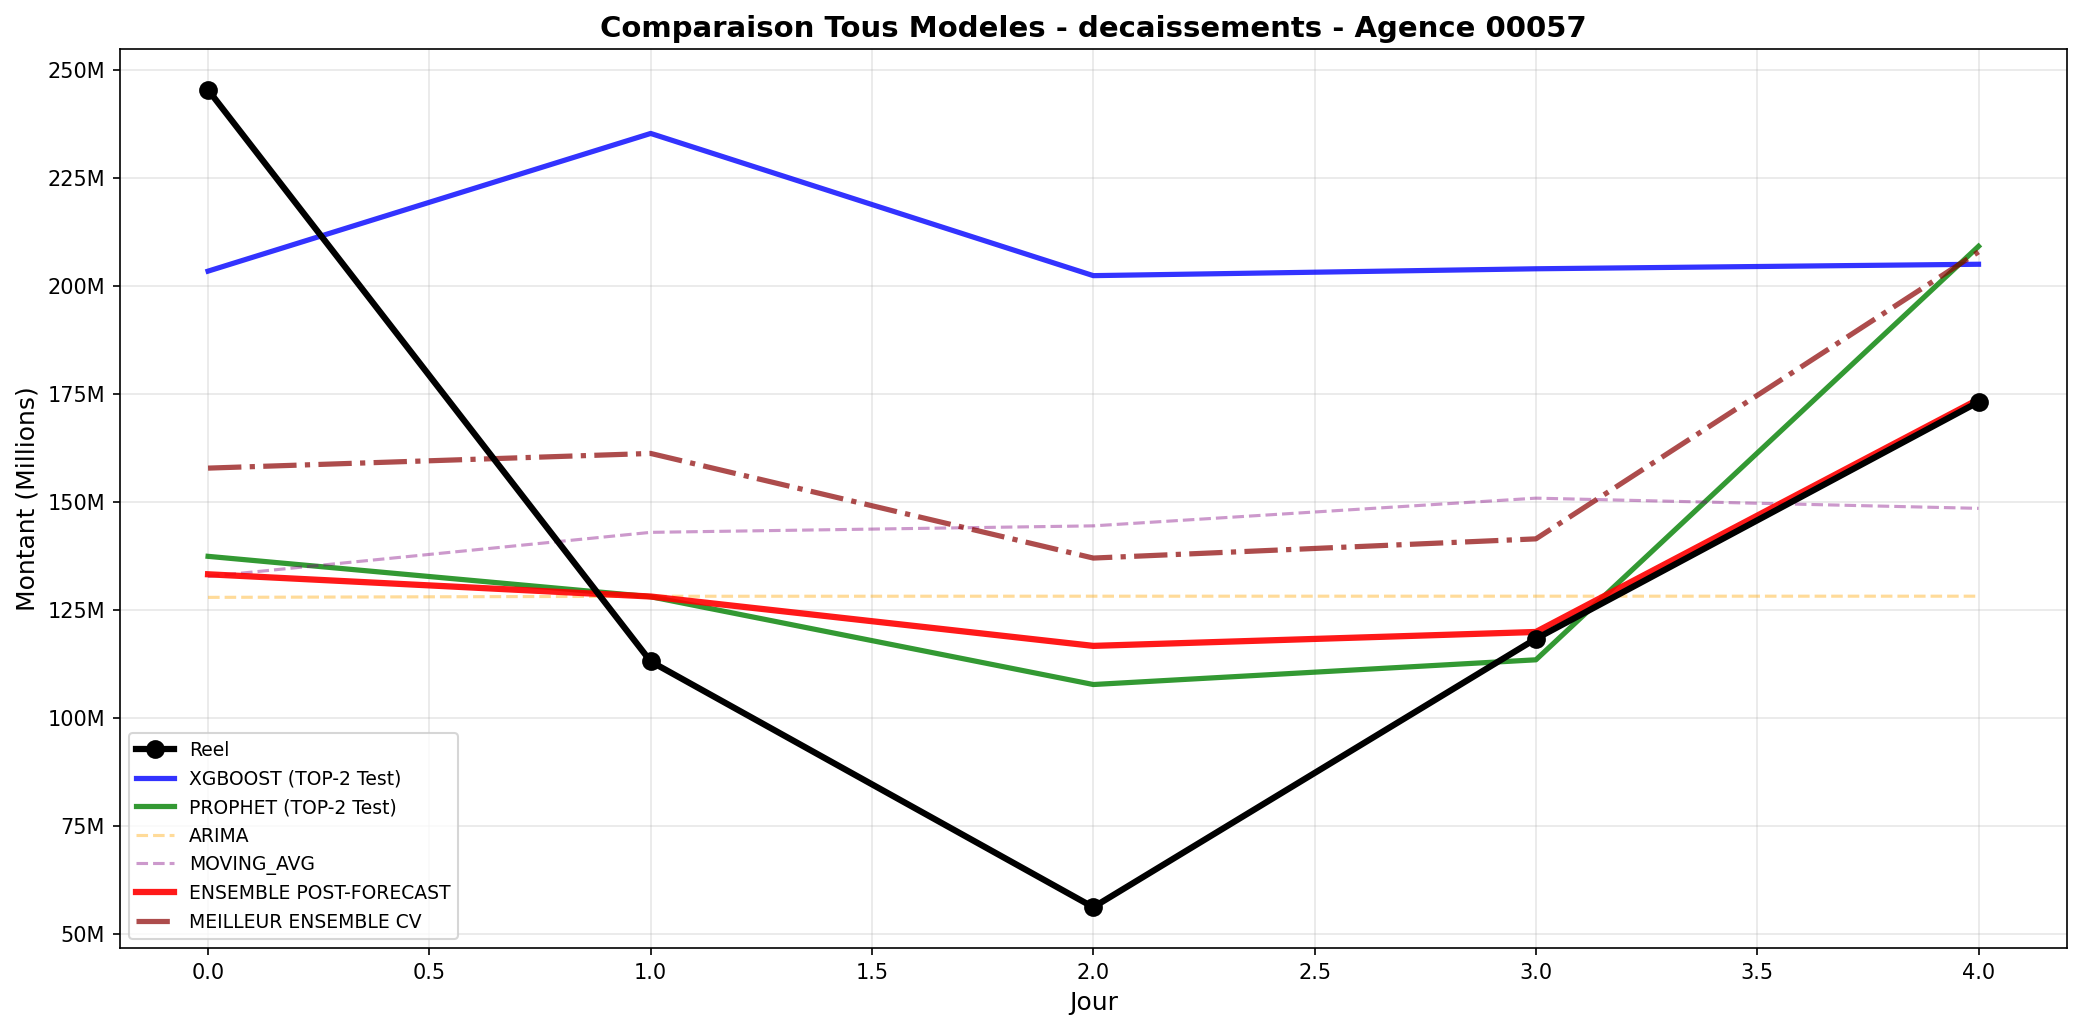 Comparaison Tous Modeles - decaissements - Agence 00057
Montant (Millions)
250M
225M
200M
175M
150M
125M
100M
75M
50M
Reel
XGBOOST (TOP-2 Test)
PROPHET (TOP-2 Test)
ARIMA
MOVING_AVG
ENSEMBLE POST-FORECAST
MEILLEUR ENSEMBLE CV
0.0 0.5 1.0 1.5 2.0 2.5 3.0 3.5 4.0
Jour